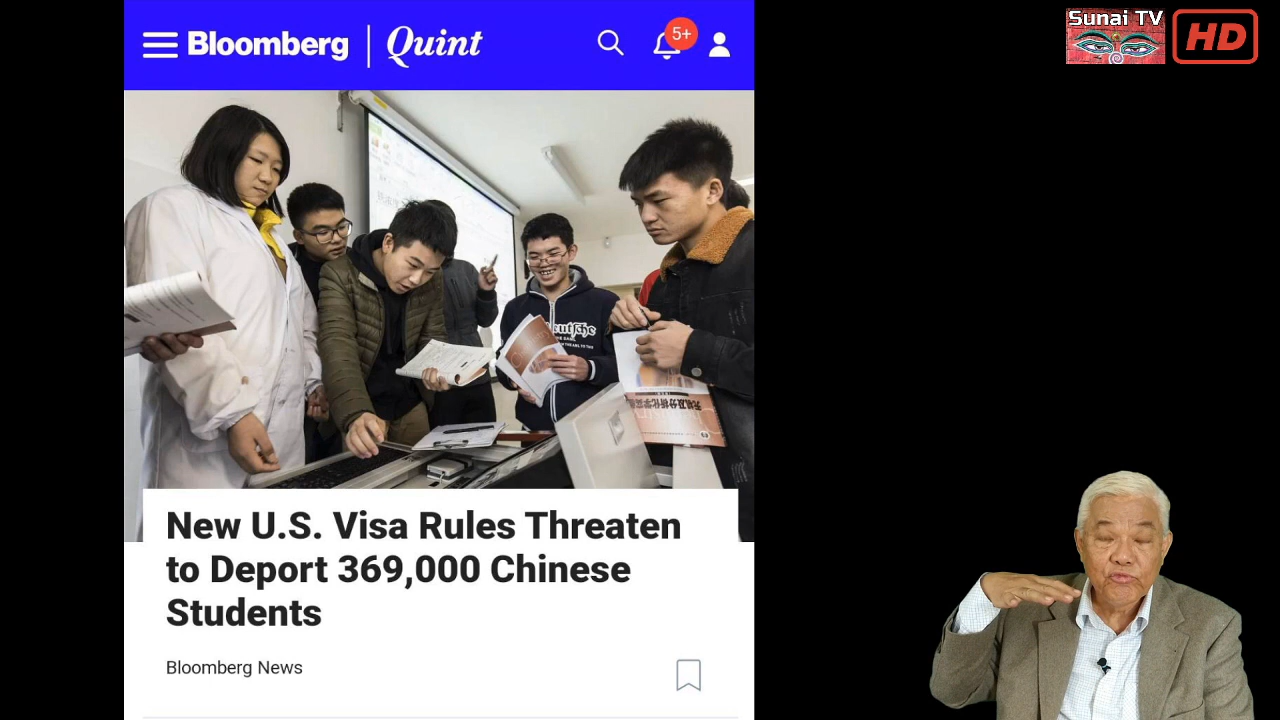 Bloomberg | Quint
5+
Sunai TV
HD
New U.S. Visa Rules Threaten
to Deport 369,000 Chinese
Students
Bloomberg News